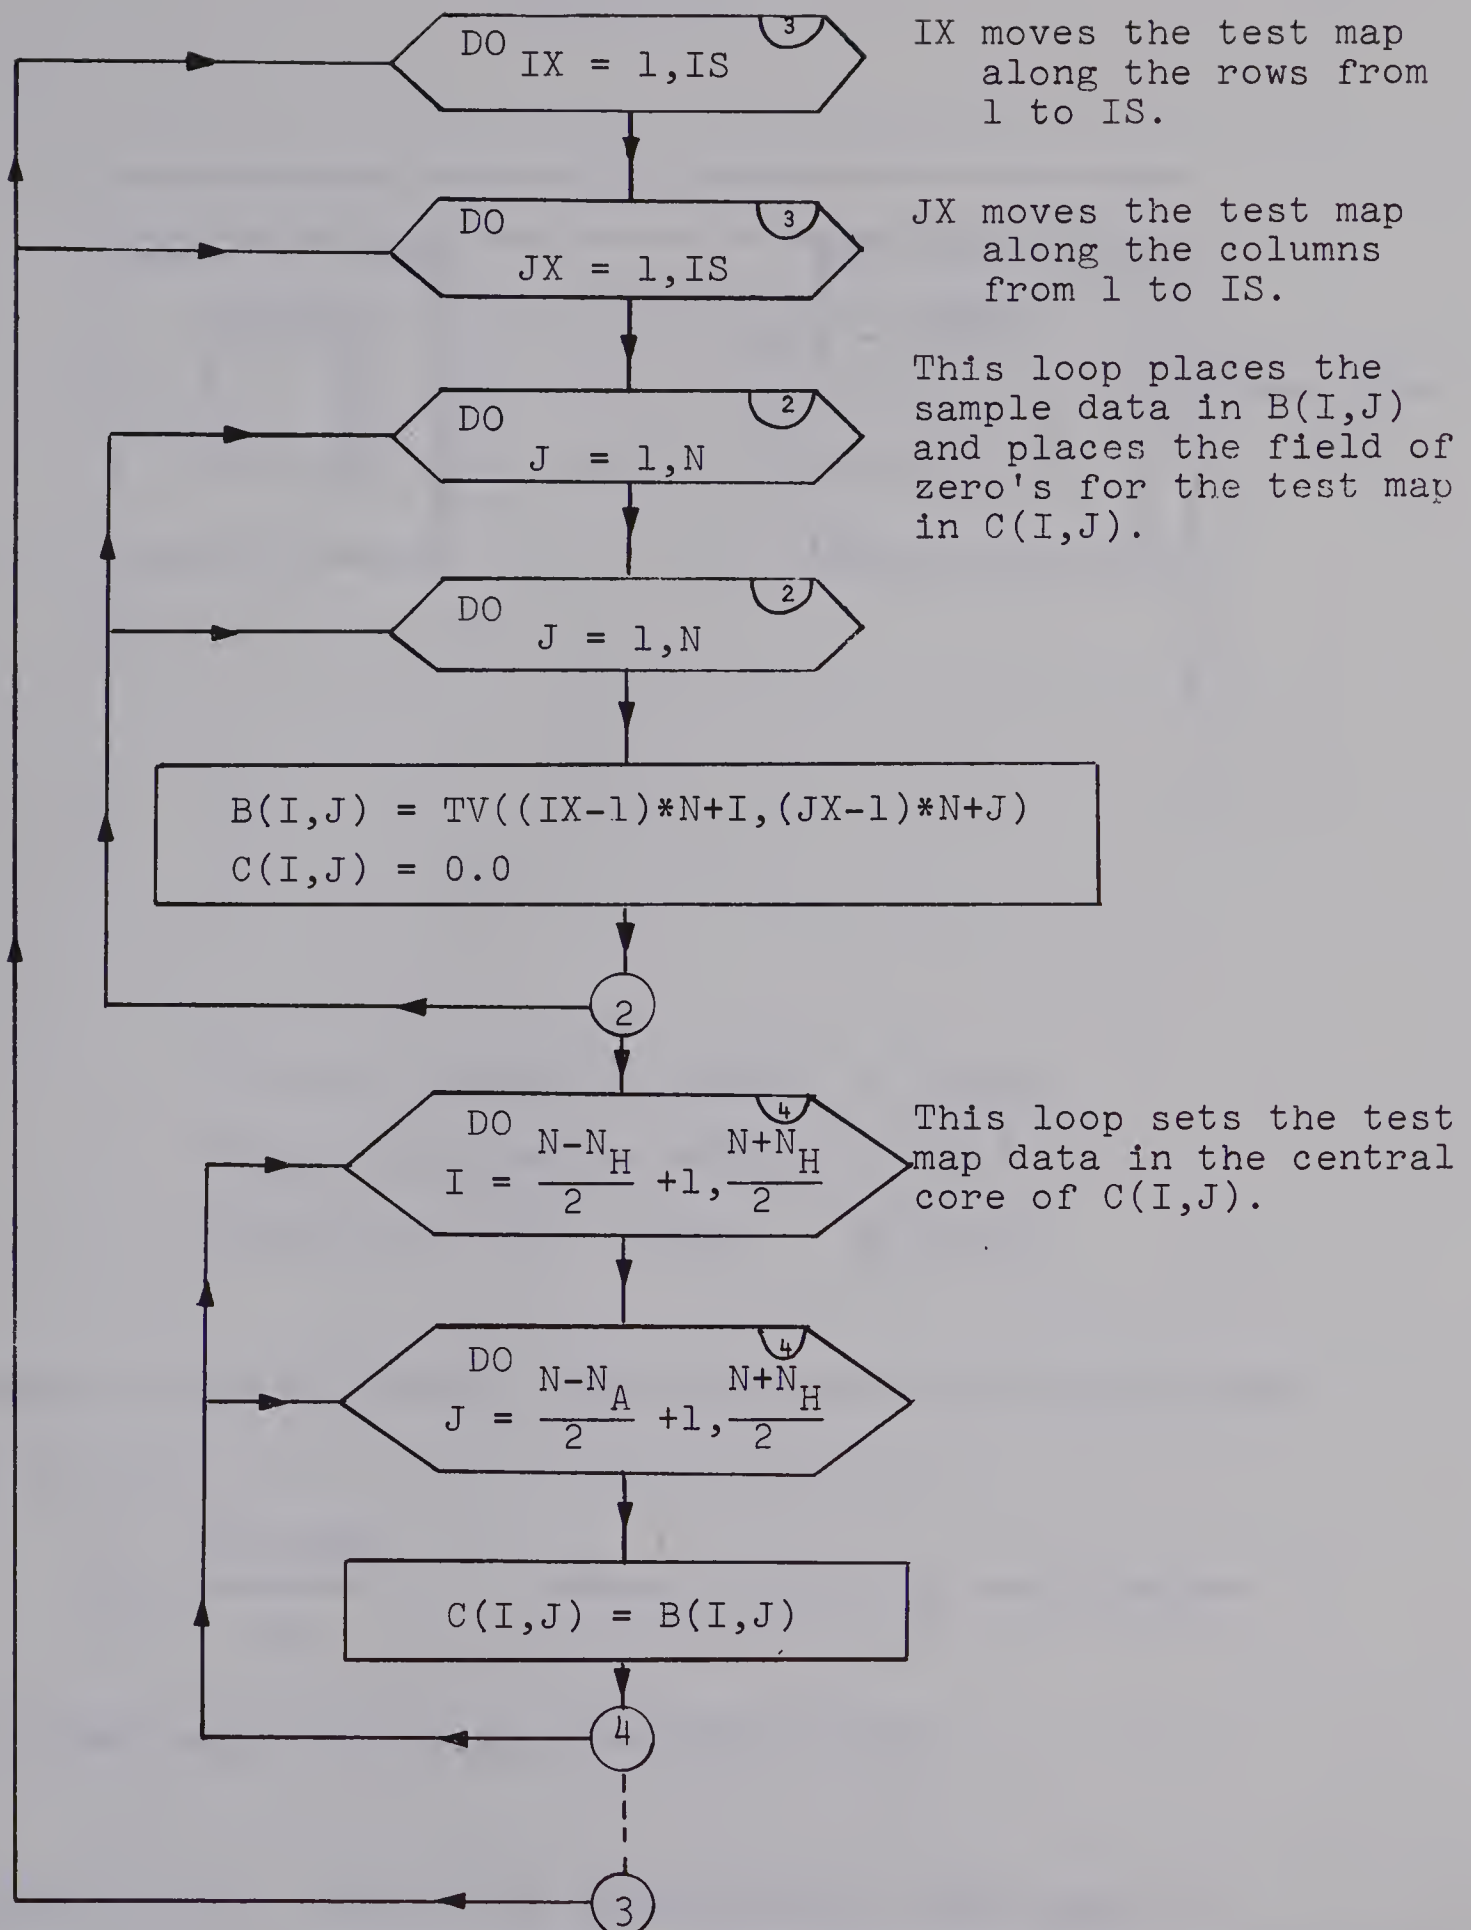 DO
3
IX = 1,IS
IX moves the test map
along the rows from
1 to IS.
DO
3
JX = 1,IS
JX moves the test map
along the columns
from 1 to IS.
DO
2
J = 1,N
This loop places the
sample data in B(I,J)
and places the field of
zero's for the test map
in C(I,J).
DO
2
J = 1,N
B(I,J) = TV((IX-1)*N+I,(JX-1)*N+J)
C(I,J) = 0.0
2
DO
4
I = N-N_H/2 +1, N+N_H/2
This loop sets the test
map data in the central
core of C(I,J).
DO
4
J = N-N_A/2 +1, N+N_H/2
C(I,J) = B(I,J)
4
3